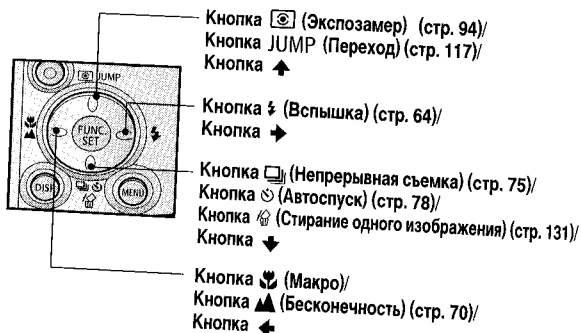 Кнопка (Экспозамер) (стр. 94)/
Кнопка JUMP (Переход) (стр. 117)/
Кнопка
JUMP
Кнопка (Вспышка) (стр. 64)/
Кнопка
FUNC.
SET
Кнопка (Непрерывная съемка) (стр. 75)/
Кнопка (Автоспуск) (стр. 78)/
Кнопка (Стирание одного изображения) (стр. 131)/
Кнопка
DISP.
MENU
Кнопка (Макро)/
Кнопка (Бесконечность) (стр. 70)/
Кнопка